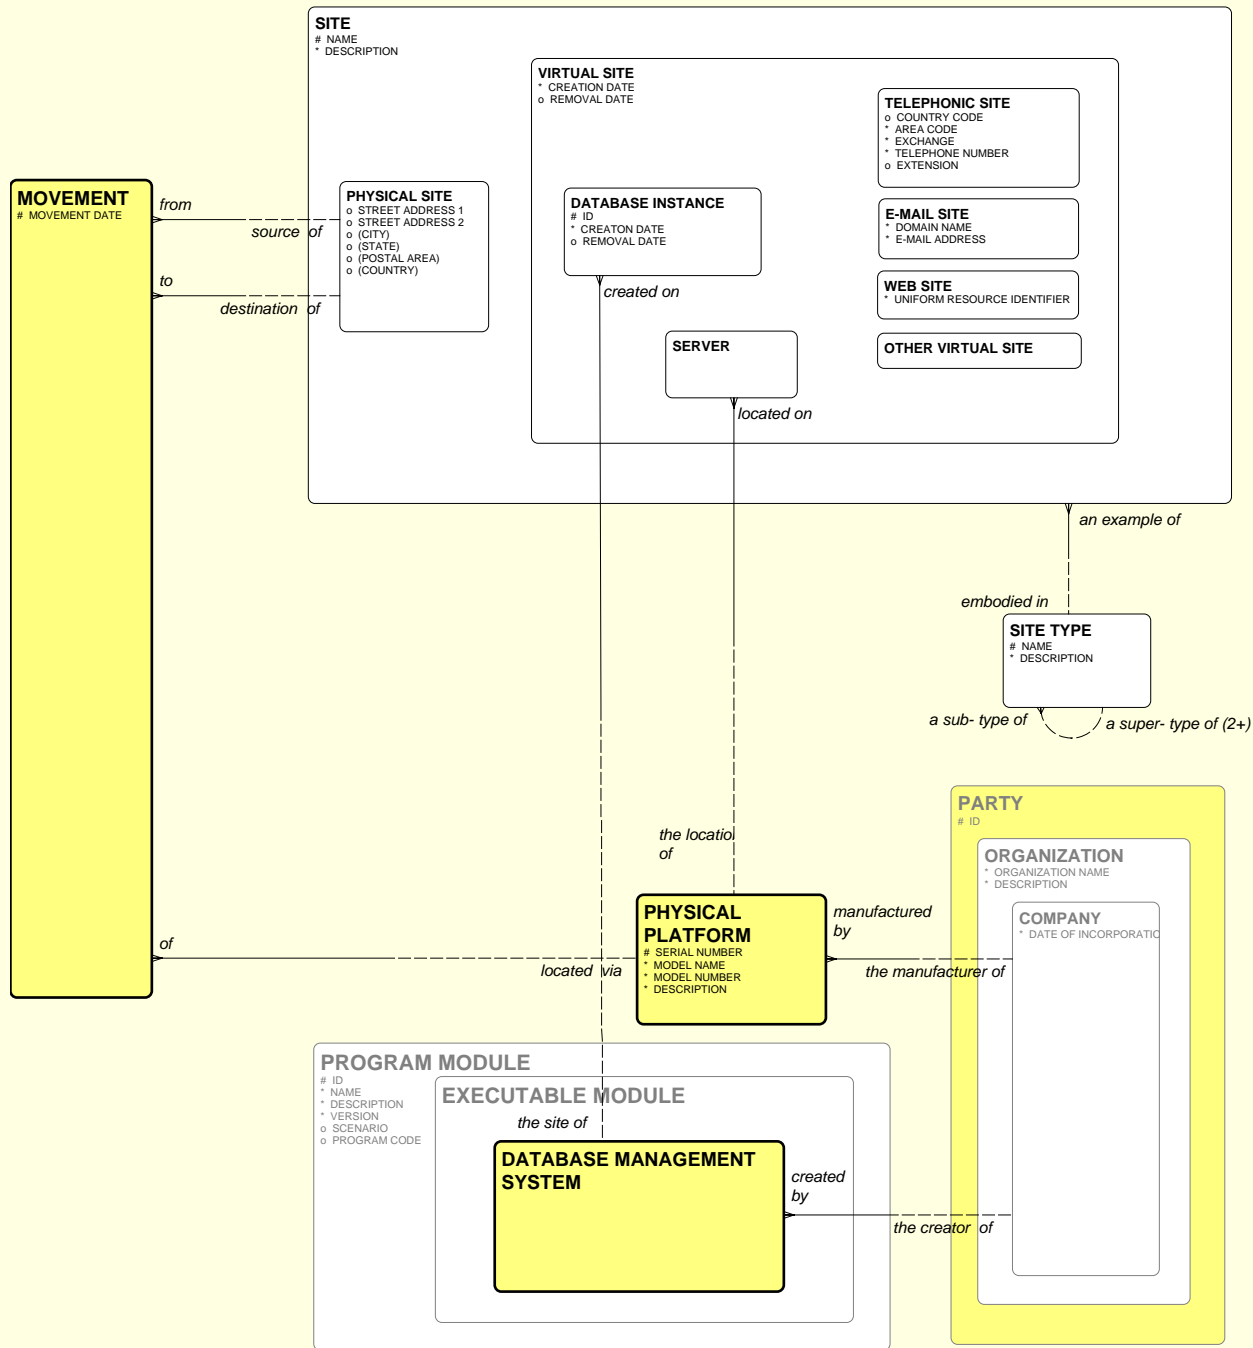 SITE
# NAME
* DESCRIPTION
VIRTUAL SITE
* CREATION DATE
o REMOVAL DATE
TELEPHONIC SITE
o COUNTRY CODE
* AREA CODE
* EXCHANGE
* TELEPHONE NUMBER
o EXTENSION
MOVEMENT
# MOVEMENT DATE
from
source of
to
destination of
PHYSICAL SITE
o STREET ADDRESS 1
o STREET ADDRESS 2
o (CITY)
o (STATE)
o (POSTAL AREA)
o (COUNTRY)
DATABASE INSTANCE
# ID
* CREATON DATE
o REMOVAL DATE
created on
E-MAIL SITE
* DOMAIN NAME
* E-MAIL ADDRESS
WEB SITE
* UNIFORM RESOURCE IDENTIFIER
SERVER
located on
OTHER VIRTUAL SITE
an example of
embodied in
SITE TYPE
# NAME
* DESCRIPTION
a sub- type of
a super- type of (2+)
PARTY
# ID
ORGANIZATION
* ORGANIZATION NAME
* DESCRIPTION
COMPANY
* DATE OF INCORPORATIO
the locatio
of
PHYSICAL
PLATFORM
# SERIAL NUMBER
* MODEL NAME
* MODEL NUMBER
* DESCRIPTION
manufactured
by
the manufacturer of
of
located via
PROGRAM MODULE
# ID
* NAME
* DESCRIPTION
* VERSION
o SCENARIO
o PROGRAM CODE
EXECUTABLE MODULE
the site of
DATABASE MANAGEMENT
SYSTEM
created
by
the creator of